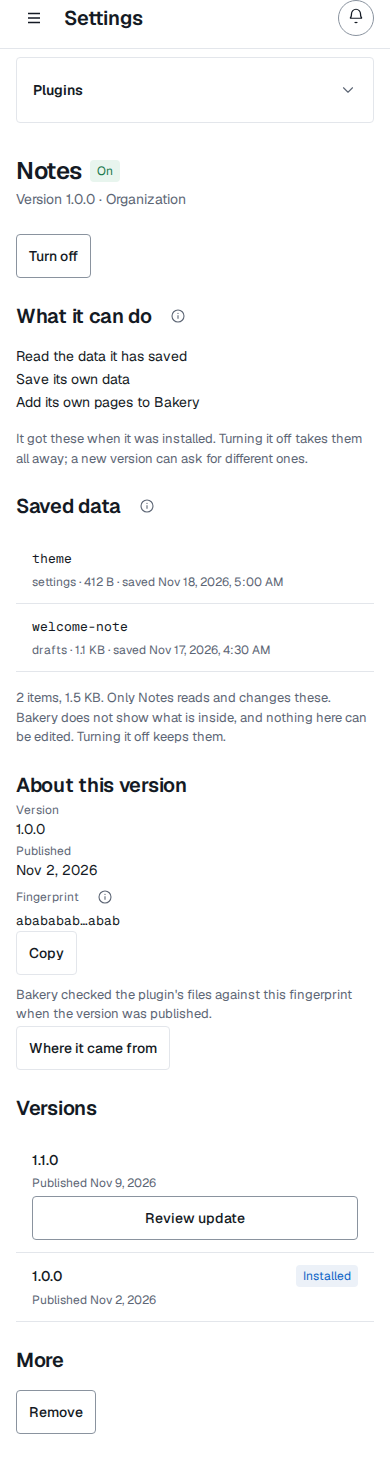 Settings
Plugins
Notes On
Version 1.0.0 · Organization
Turn off
What it can do
Read the data it has saved
Save its own data
Add its own pages to Bakery
It got these when it was installed. Turning it off takes them
all away; a new version can ask for different ones.
Saved data
theme
settings · 412 B · saved Nov 18, 2026, 5:00 AM
welcome-note
drafts · 1.1 KB · saved Nov 17, 2026, 4:30 AM
2 items, 1.5 KB. Only Notes reads and changes these.
Bakery does not show what is inside, and nothing here can
be edited. Turning it off keeps them.
About this version
Version
1.0.0
Published
Nov 2, 2026
Fingerprint
abababab…abab
Copy
Bakery checked the plugin's files against this fingerprint
when the version was published.
Where it came from
Versions
1.1.0
Published Nov 9, 2026
Review update
1.0.0 Installed
Published Nov 2, 2026
More
Remove